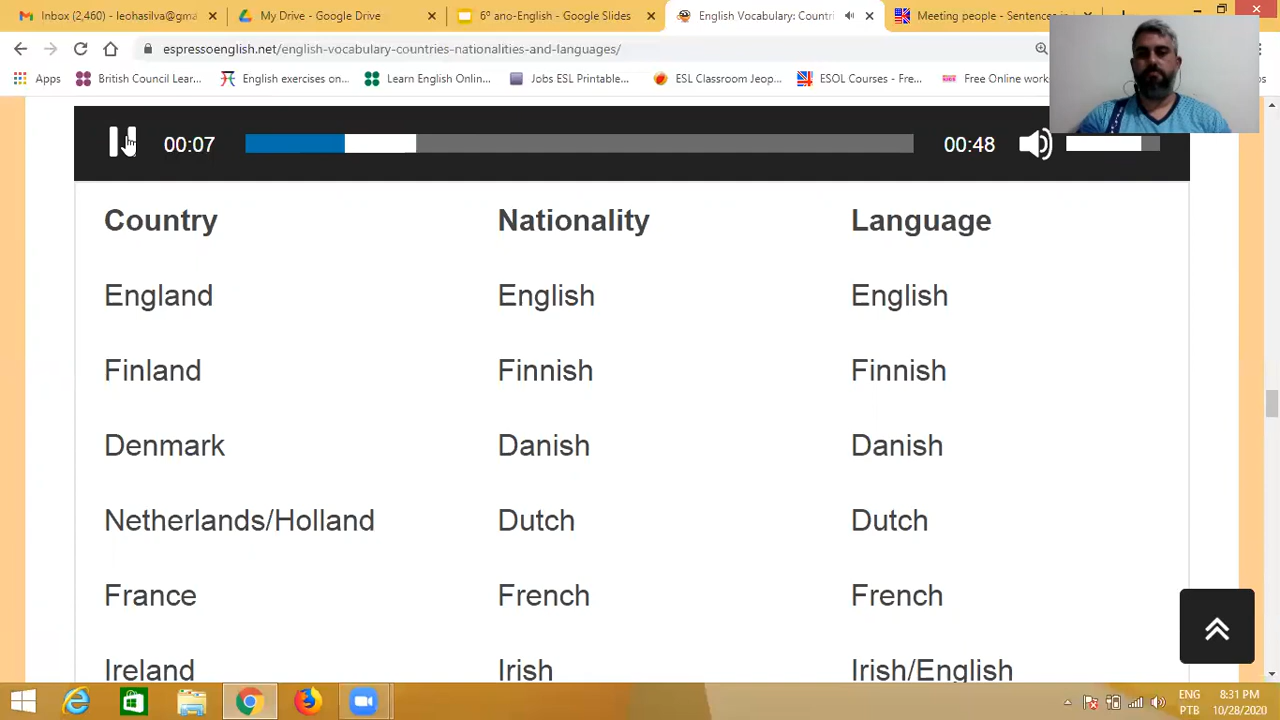 Inbox (2,460) - leohasilva@gma
My Drive - Google Drive
6º ano-English - Google Slides
English Vocabulary: Countri
Meeting people - Sentences
espressoenglish.net/english-vocabulary-countries-nationalities-and-languages/
Apps
British Council Lear...
English exercises on...
Learn English Onlin...
Jobs ESL Printable...
ESL Classroom Jeop...
ESOL Courses - Fre...
Free Online
00:07
00:48
Country Nationality Language
England English English
Finland Finnish Finnish
Denmark Danish Danish
Netherlands/Holland Dutch Dutch
France French French
Ireland Irish Irish/English
ENG 8:31 PM
PTB 10/28/2020